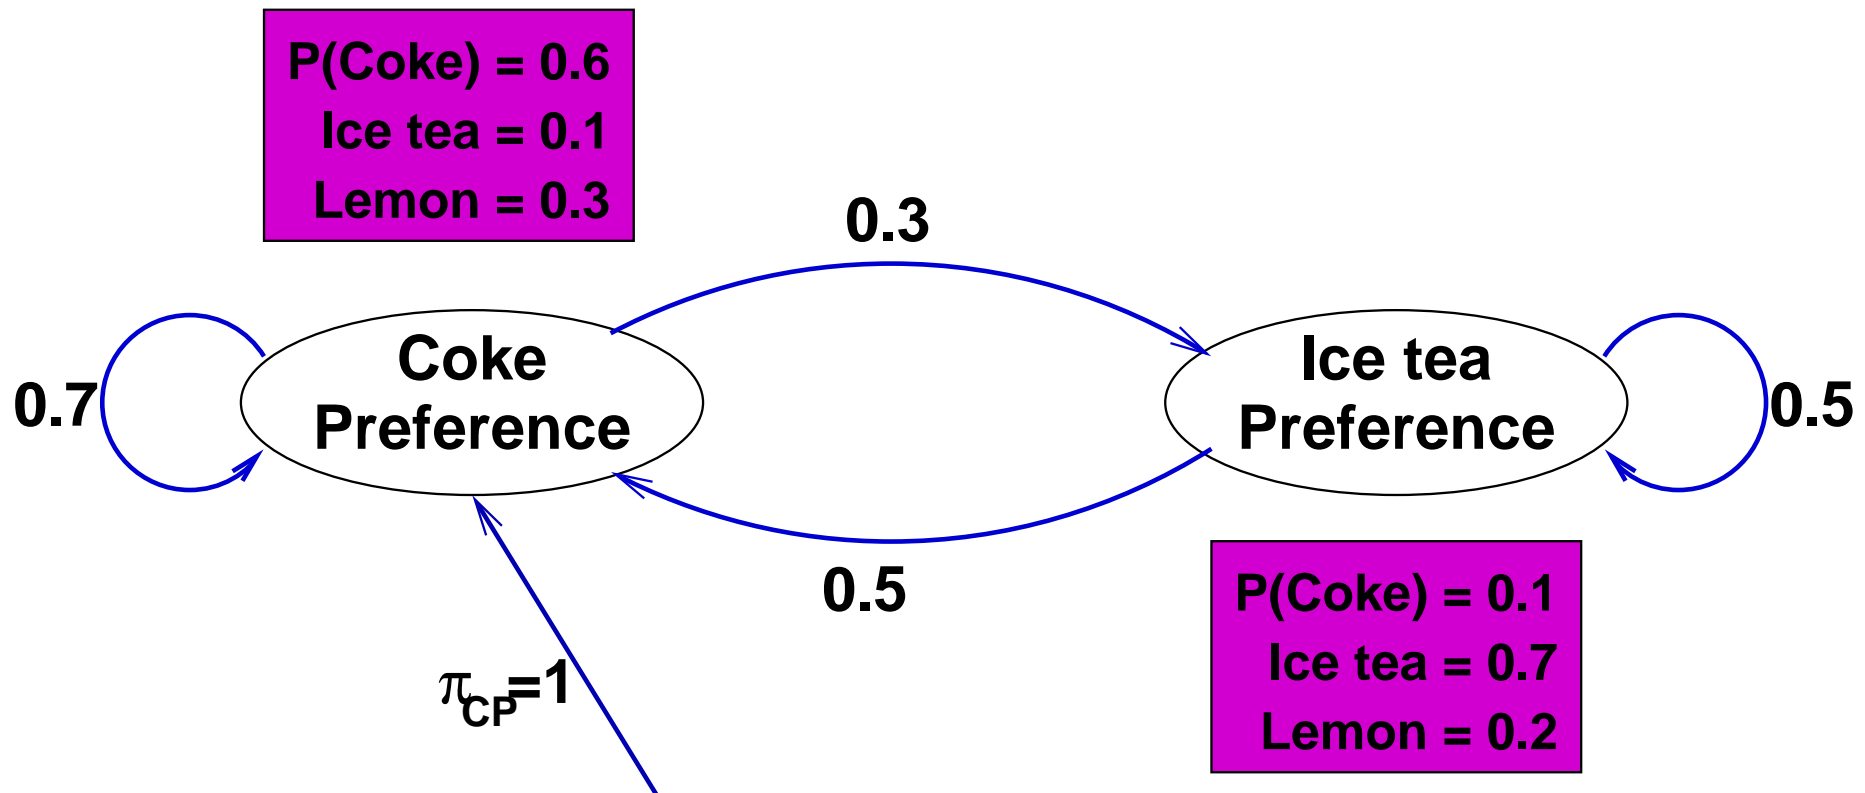 P(Coke) = 0.6
Ice tea = 0.1
Lemon = 0.3
0.3
Coke
Preference
Ice tea
Preference
0.7
0.5
0.5
P(Coke) = 0.1
Ice tea = 0.7
Lemon = 0.2
πCP=1